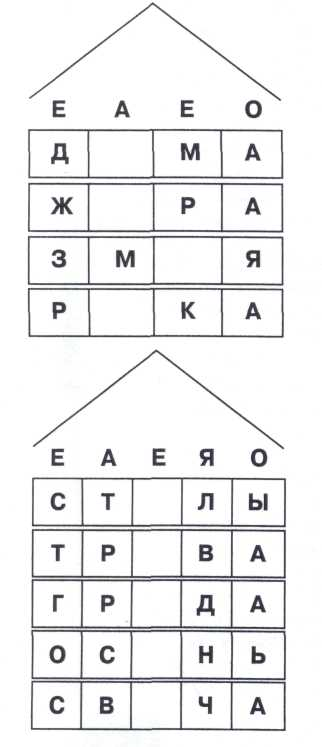 Е А Е О
Д М А
Ж Р А
З М Я
Р К А
Е А Е Я О
С Т Л Ы
Т Р В А
Г Р Д А
О С Н Ь
С В Ч А